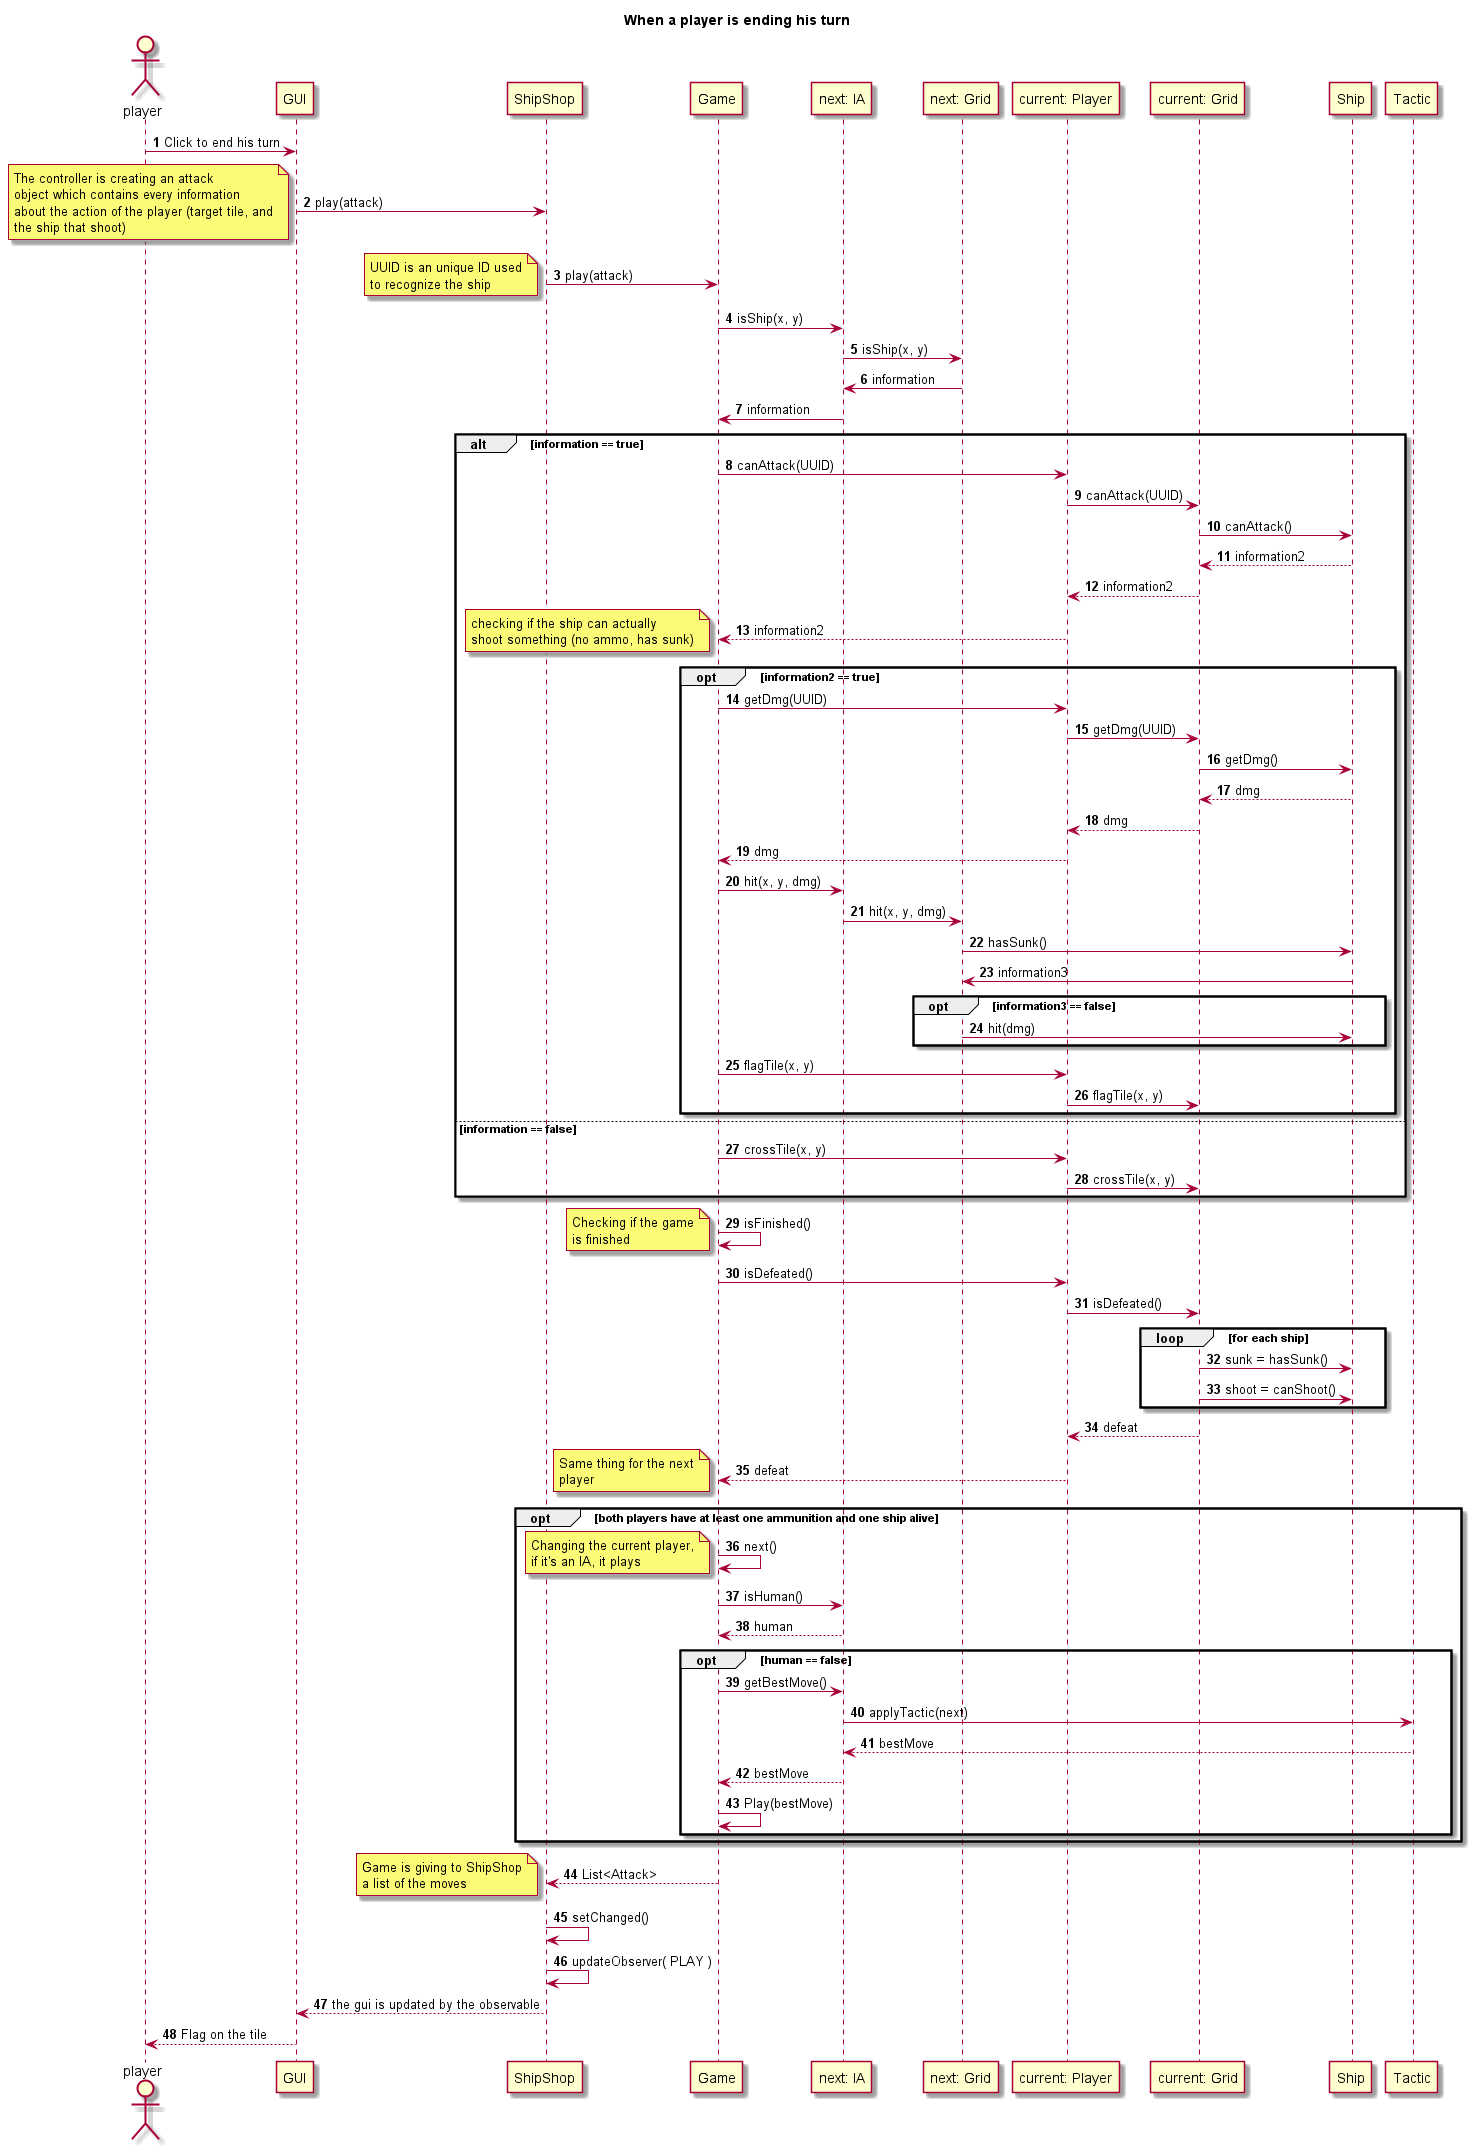 When a player is ending his turn
player
GUI
ShipShop
Game
next: IA
next: Grid
current: Player
current: Grid
Ship
Tactic
1 Click to end his turn
The controller is creating an attack
object which contains every information
about the action of the player (target tile, and
the ship that shoot)
2 play(attack)
UUID is an unique ID used
to recognize the ship
3 play(attack)
4 isShip(x, y)
5 isShip(x, y)
6 information
7 information
alt [information == true]
8 canAttack(UUID)
9 canAttack(UUID)
10 canAttack()
11 information2
12 information2
checking if the ship can actually
shoot something (no ammo, has sunk)
13 information2
opt [information2 == true]
14 getDmg(UUID)
15 getDmg(UUID)
16 getDmg()
17 dmg
18 dmg
19 dmg
20 hit(x, y, dmg)
21 hit(x, y, dmg)
22 hasSunk()
23 information3
opt [information3 == false]
24 hit(dmg)
25 flagTile(x, y)
26 flagTile(x, y)
[information == false]
27 crossTile(x, y)
28 crossTile(x, y)
Checking if the game
is finished
29 isFinished()
30 isDefeated()
31 isDefeated()
loop [for each ship]
32 sunk = hasSunk()
33 shoot = canShoot()
34 defeat
Same thing for the next
player
35 defeat
opt [both players have at least one ammunition and one ship alive]
Changing the current player,
if it's an IA, it plays
36 next()
37 isHuman()
38 human
opt [human == false]
39 getBestMove()
40 applyTactic(next)
41 bestMove
42 bestMove
43 Play(bestMove)
Game is giving to ShipShop
a list of the moves
44 List<Attack>
45 setChanged()
46 updateObserver( PLAY )
47 the gui is updated by the observable
48 Flag on the tile
player
GUI
ShipShop
Game
next: IA
next: Grid
current: Player
current: Grid
Ship
Tactic